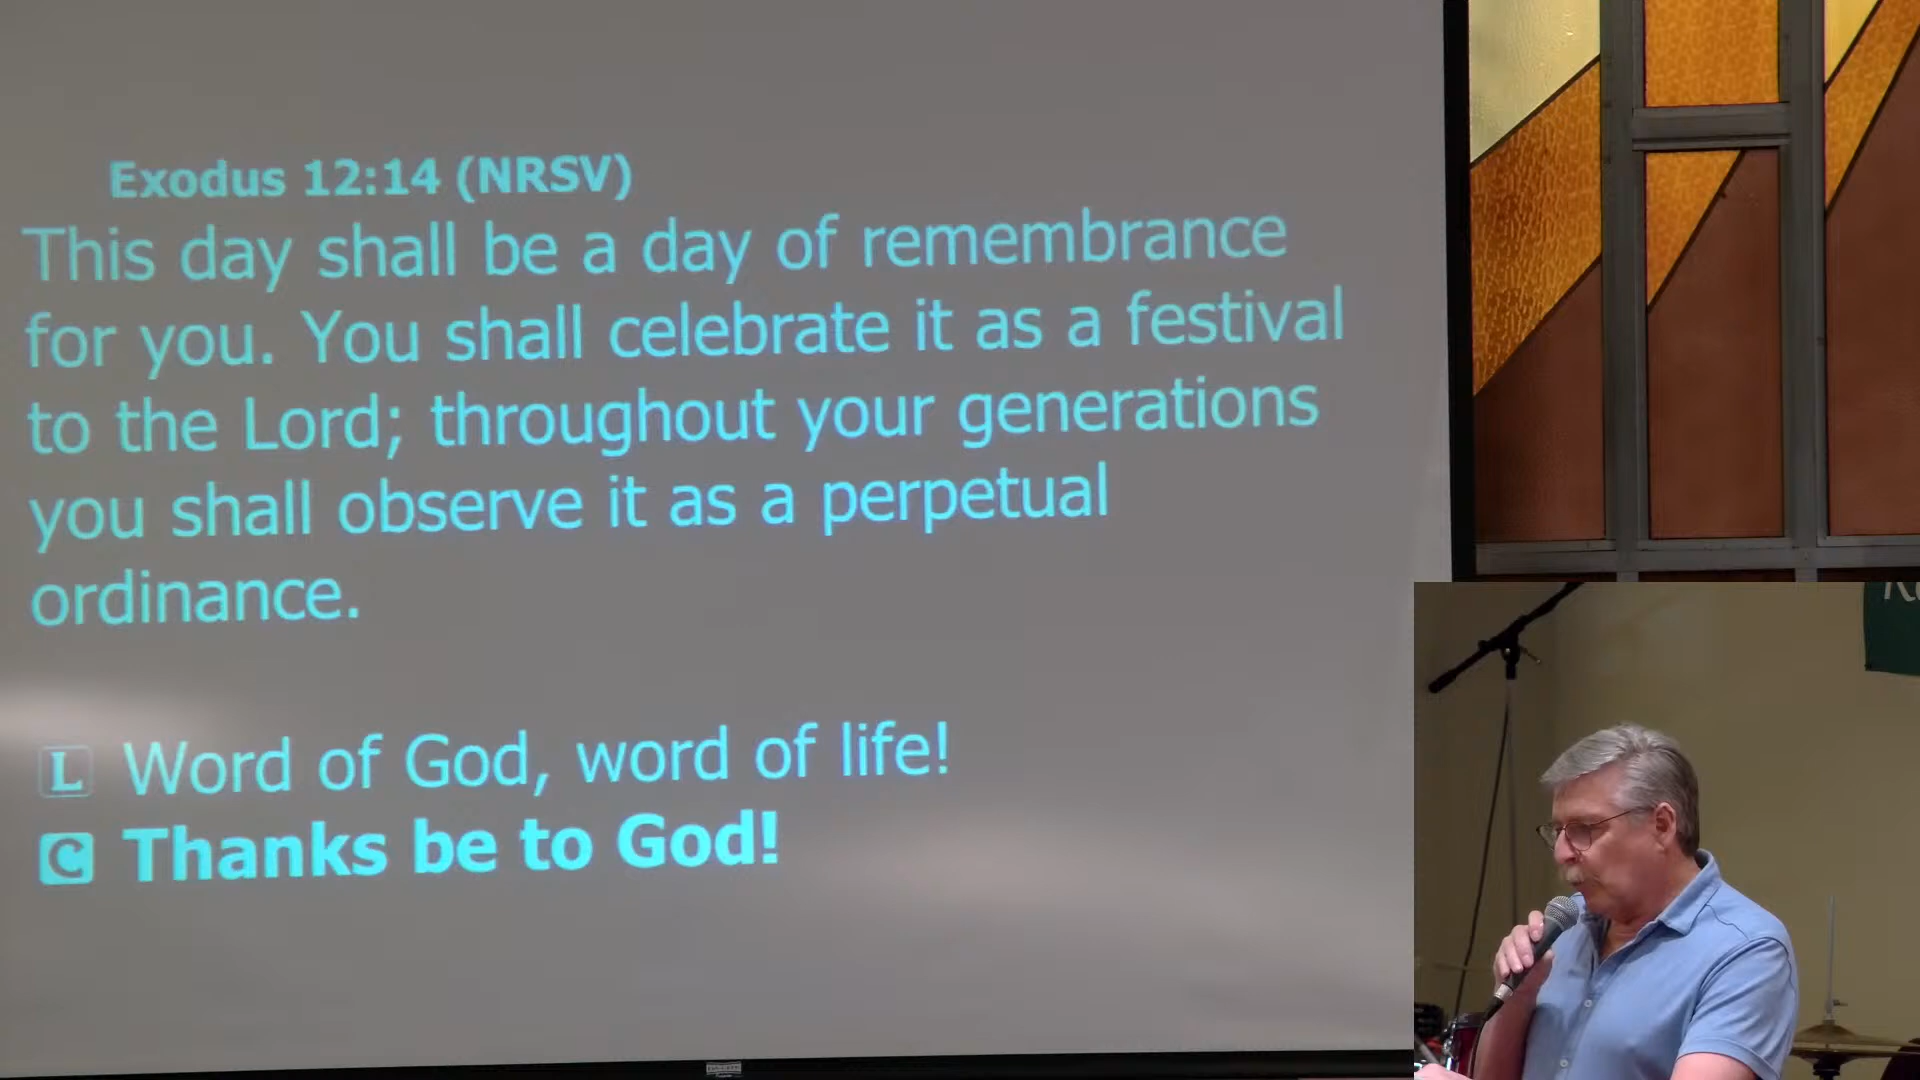 Exodus 12:14 (NRSV)
This day shall be a day of remembrance
for you. You shall celebrate it as a festival
to the Lord; throughout your generations
you shall observe it as a perpetual
ordinance.
L Word of God, word of life!
C Thanks be to God!